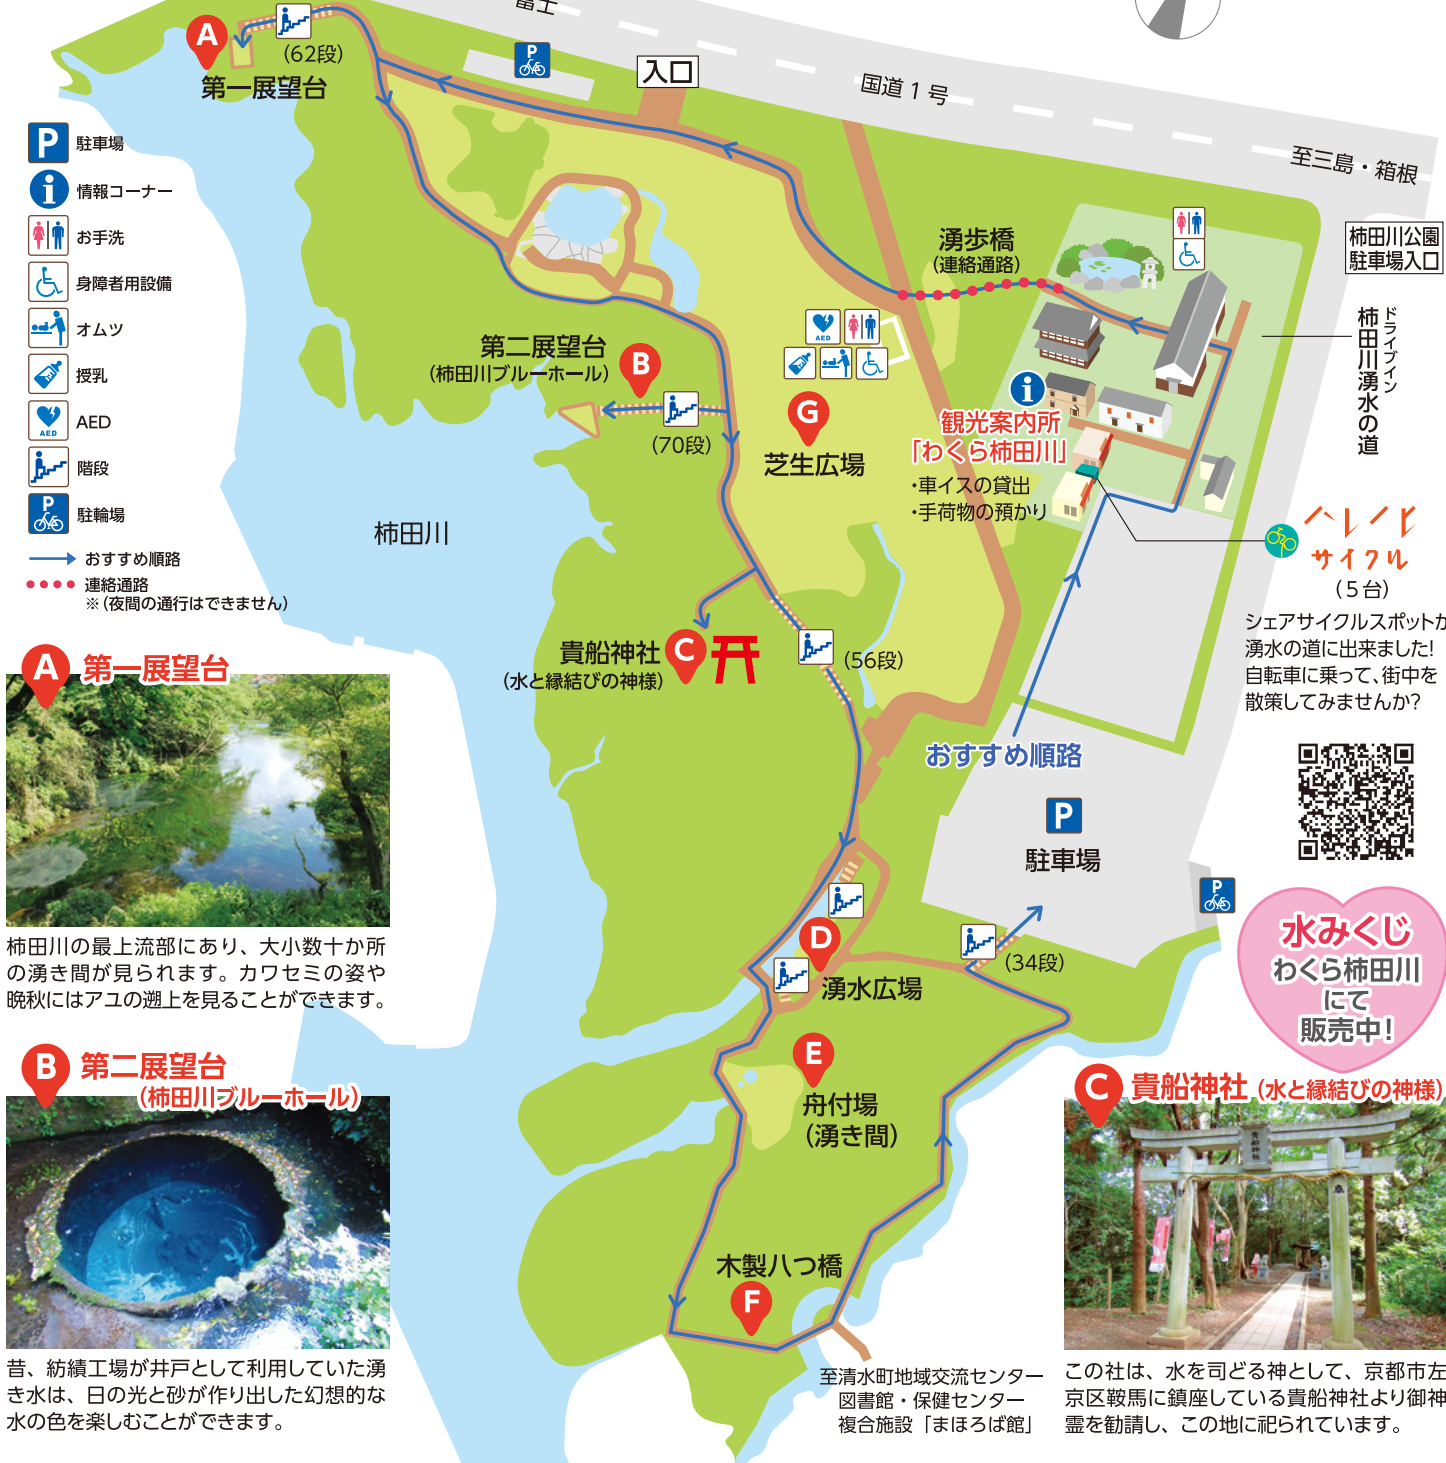 富士
国道1号
至三島・箱根
入口
P
A
第一展望台
(62段)
P
駐車場
i
情報コーナー
お手洗
身障者用設備
オムツ
授乳
AED
AED
階段
P
駐輪場
おすすめ順路
連絡通路
※(夜間の通行はできません)
湧歩橋
(連絡通路)
柿田川公園
駐車場入口
ドライブイン
柿田川湧水の道
第二展望台
(柿田川ブルーホール)
B
(70段)
AED
G
芝生広場
i
観光案内所
「わくら柿田川」
・車イスの貸出
・手荷物の預かり
柿田川
ハレノヒ
サイクル
(5台)
シェアサイクルスポットが
湧水の道に出来ました!
自転車に乗って、街中を
散策してみませんか?
貴船神社
(水と縁結びの神様)
C
(56段)
おすすめ順路
P
駐車場
P
D
湧水広場
(34段)
E
舟付場
(湧き間)
木製八つ橋
F
至清水町地域交流センター
図書館・保健センター
複合施設「まほろば館」
水みくじ
わくら柿田川
にて
販売中!
A 第一展望台
柿田川の最上流部にあり、大小数十か所
の湧き間が見られます。カワセミの姿や
晩秋にはアユの遡上を見ることができます。
B 第二展望台
(柿田川ブルーホール)
昔、紡績工場が井戸として利用していた湧
き水は、日の光と砂が作り出した幻想的な
水の色を楽しむことができます。
C 貴船神社(水と縁結びの神様)
貴船神社
この社は、水を司どる神として、京都市左
京区鞍馬に鎮座している貴船神社より御神
霊を勧請し、この地に祀られています。